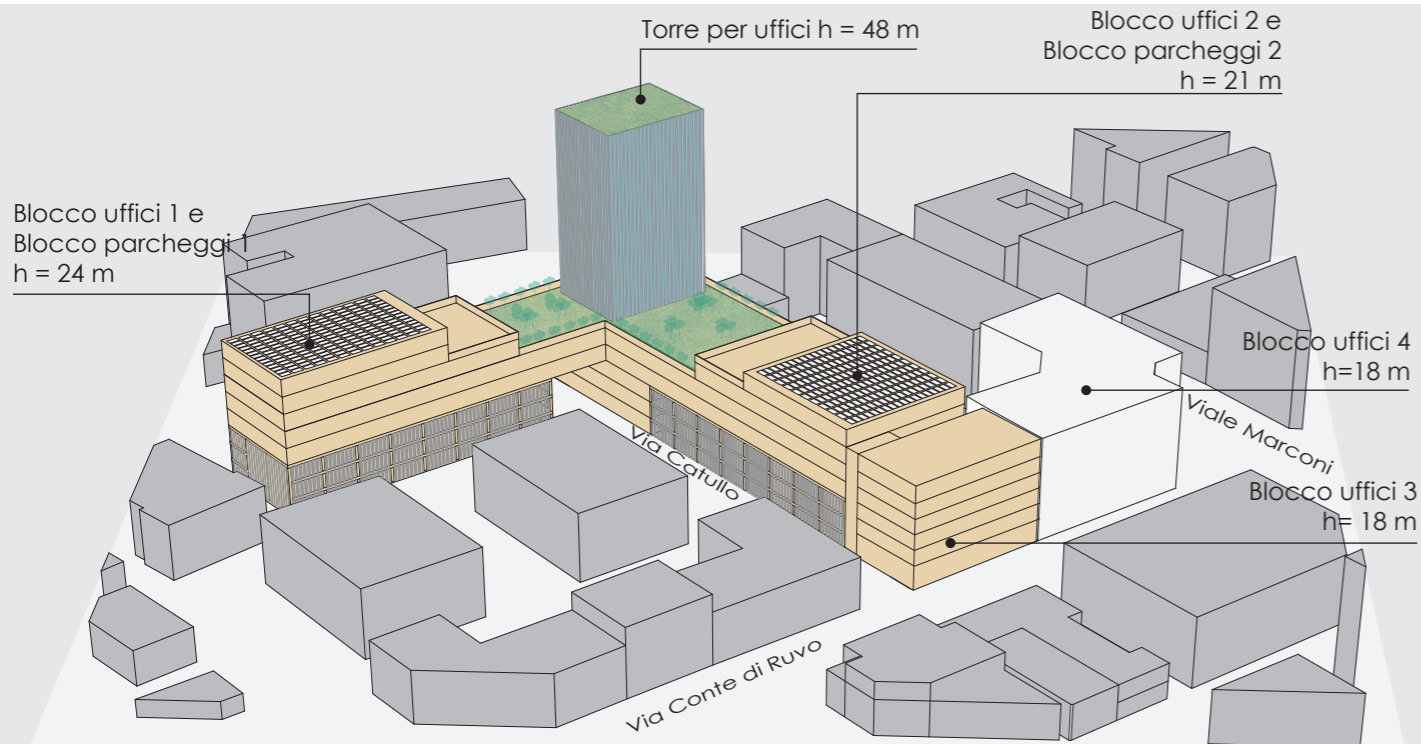 Torre per uffici h = 48 m
Blocco uffici 2 e
Blocco parcheggi 2
h = 21 m
Blocco uffici 1 e
Blocco parcheggi 1
h = 24 m
Blocco uffici 4
h=18 m
Viale Marconi
Via Catullo
Blocco uffici 3
h= 18 m
Via Conte di Ruvo